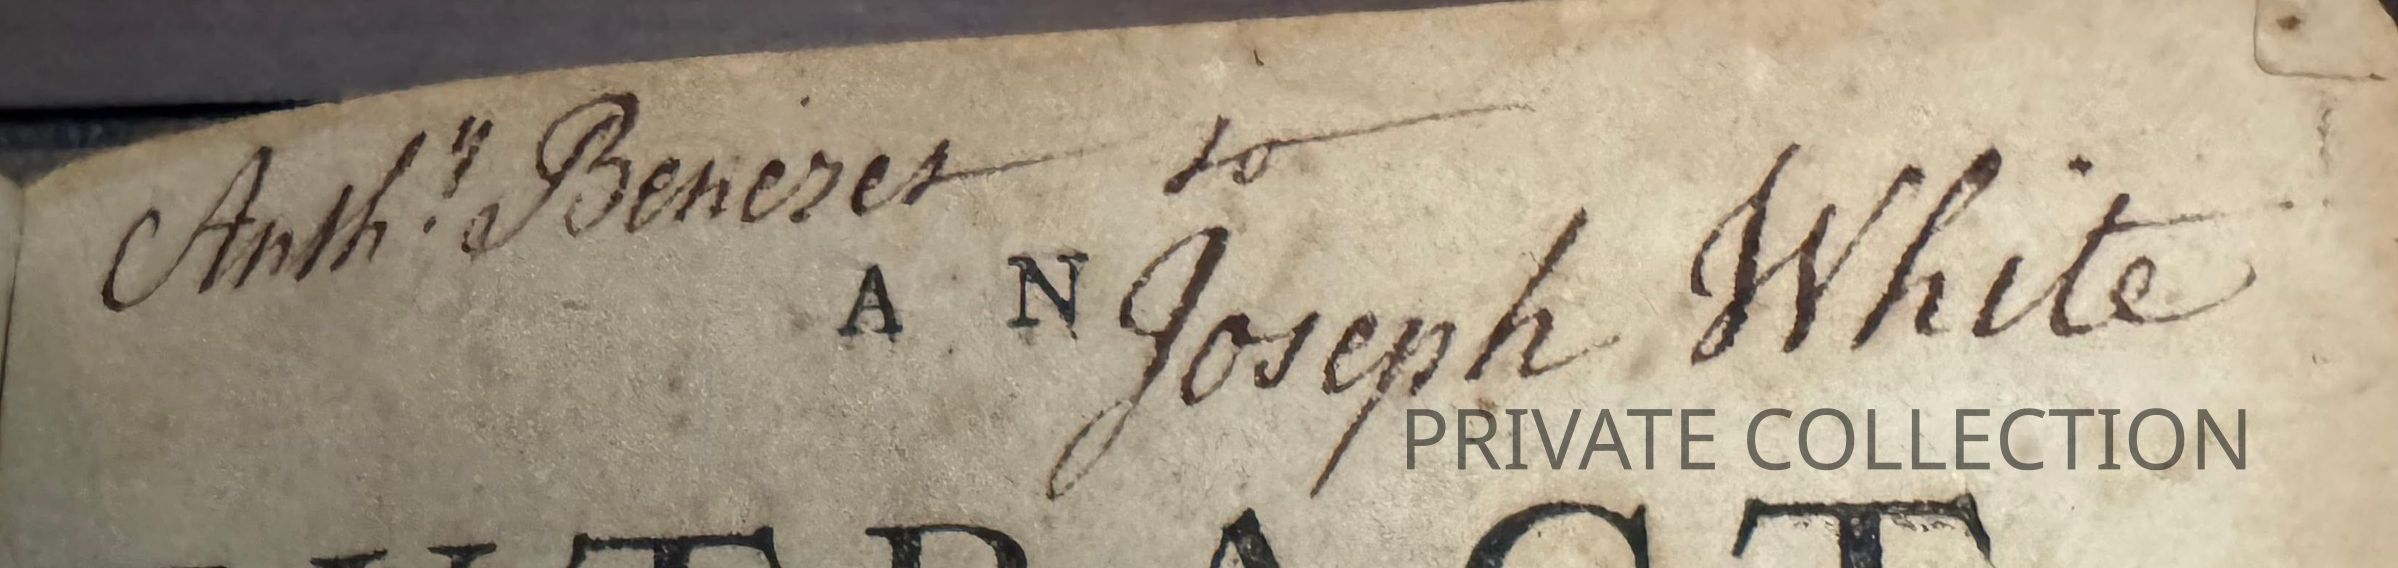 Anth.y Benezet to
Joseph White
A N
PRIVATE COLLECTION